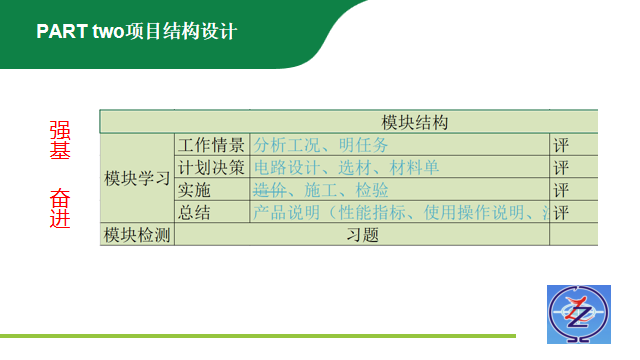 PART two项目结构设计
强基 奋进
模块结构
模块学习
工作情景 分析工况、明任务 评
计划决策 电路设计、选材、材料单 评
实施 造价、施工、检验 评
总结 产品说明（性能指标、使用操作说明、 评
模块检测 习题